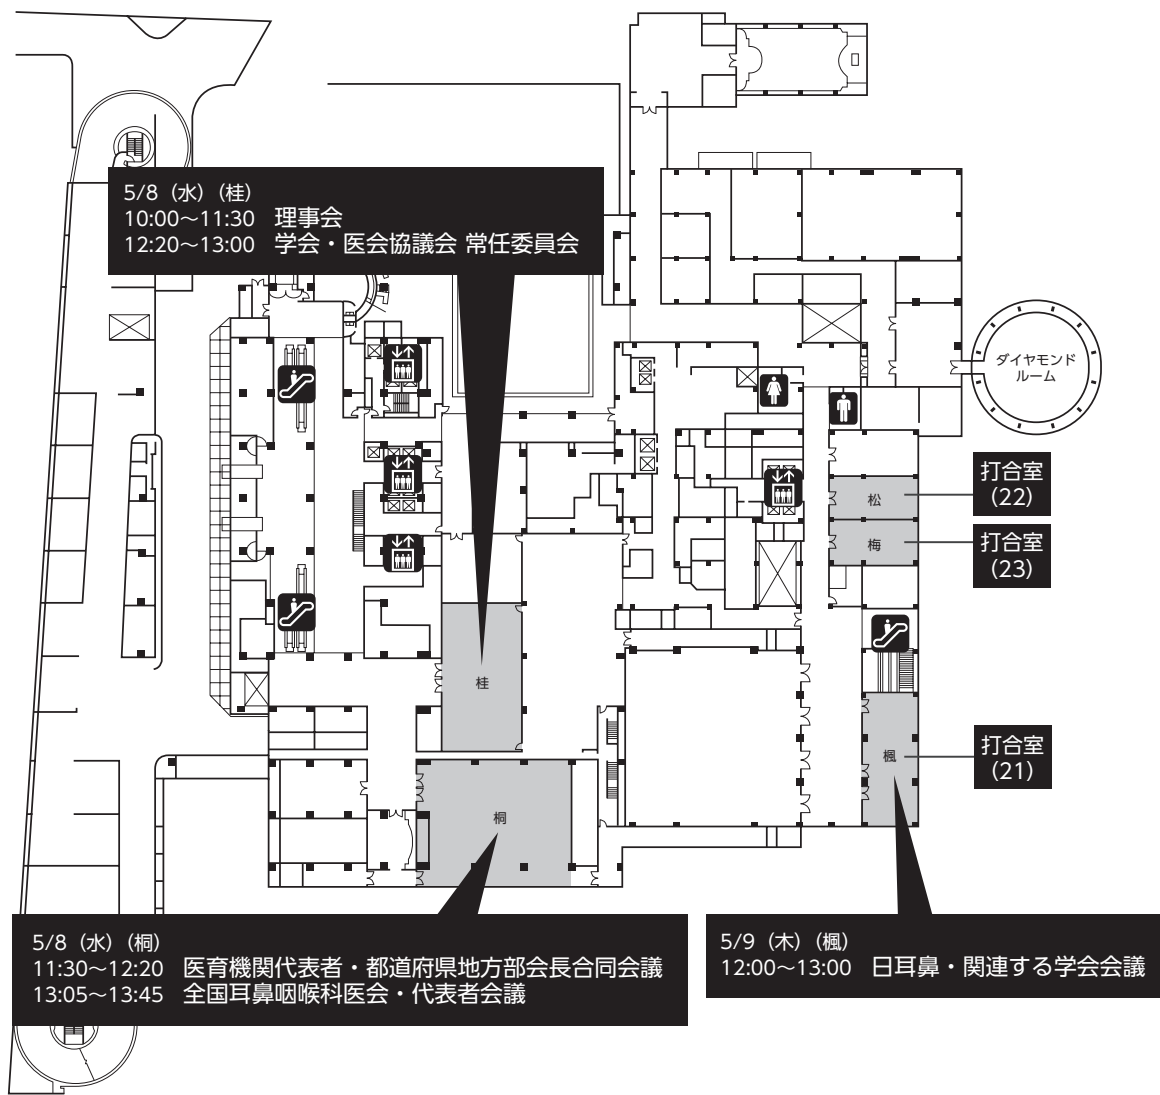 5/8（水）（桂）
10:00～11:30　理事会
12:20～13:00　学会・医会協議会 常任委員会
ダイヤモンド
ルーム
打合室
(22)
松
打合室
(23)
梅
桂
打合室
(21)
楓
桐
5/8（水）（桐）
11:30～12:20　医育機関代表者・都道府県地方部会長合同会議
13:05～13:45　全国耳鼻咽喉科医会・代表者会議
5/9（木）（楓）
12:00～13:00　日耳鼻・関連する学会会議